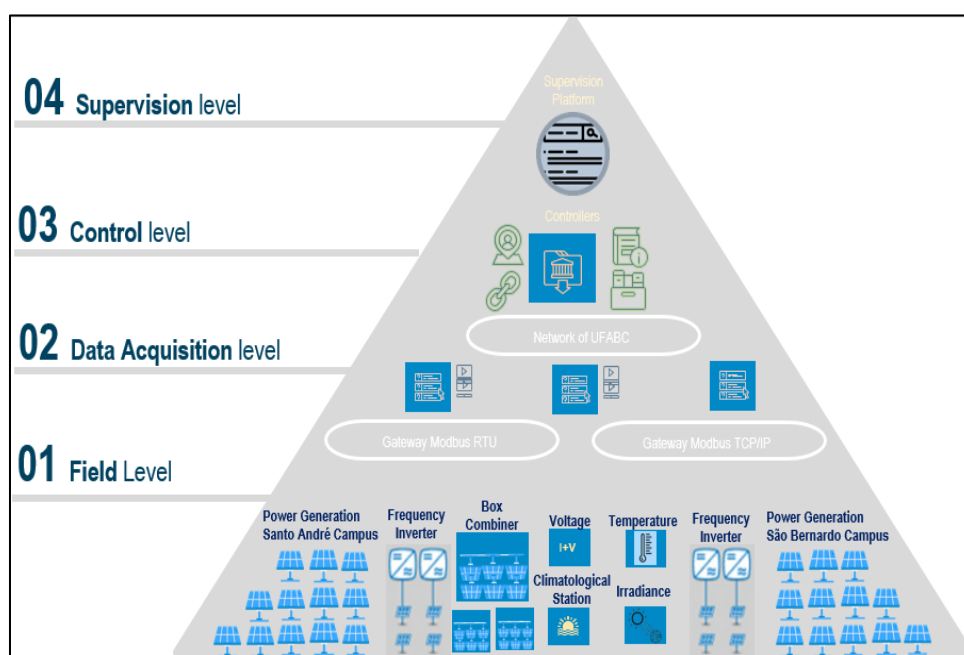 Supervision
Platform
04 Supervision level
Controllers
03 Control level
Network of UFABC
02 Data Acquisition level
Gateway Modbus RTU
Gateway Modbus TCP/IP
01 Field Level
Power Generation
Santo André Campus
Frequency
Inverter
Box
Combiner
Voltage
I+V
Temperature
Climatological
Station
Irradiance
Frequency
Inverter
Power Generation
São Bernardo Campus